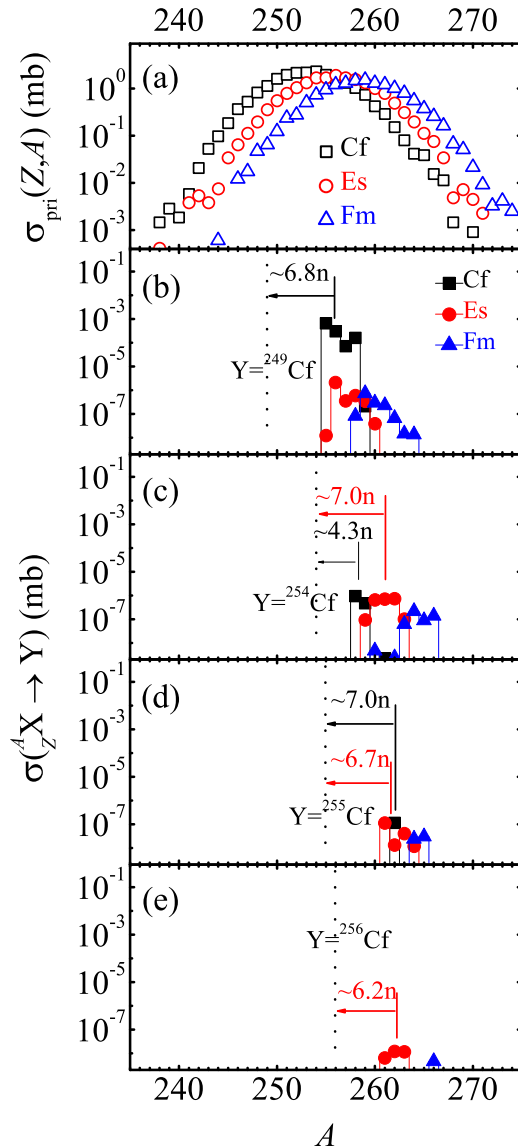 240 250 260 270
σpri(Z,A) (mb)
10^0
10^-1
10^-2
10^-3
(a)
Cf
Es
Fm
σ(^A_Z X → Y) (mb)
10^-1
10^-3
10^-5
10^-7
(b)
~6.8n
Cf
Es
Fm
Y=^249Cf
10^-1
10^-3
10^-5
10^-7
(c)
~7.0n
~4.3n
Y=^254Cf
10^-1
10^-3
10^-5
10^-7
(d)
~7.0n
~6.7n
Y=^255Cf
10^-1
10^-3
10^-5
10^-7
(e)
Y=^256Cf
~6.2n
240 250 260 270
A